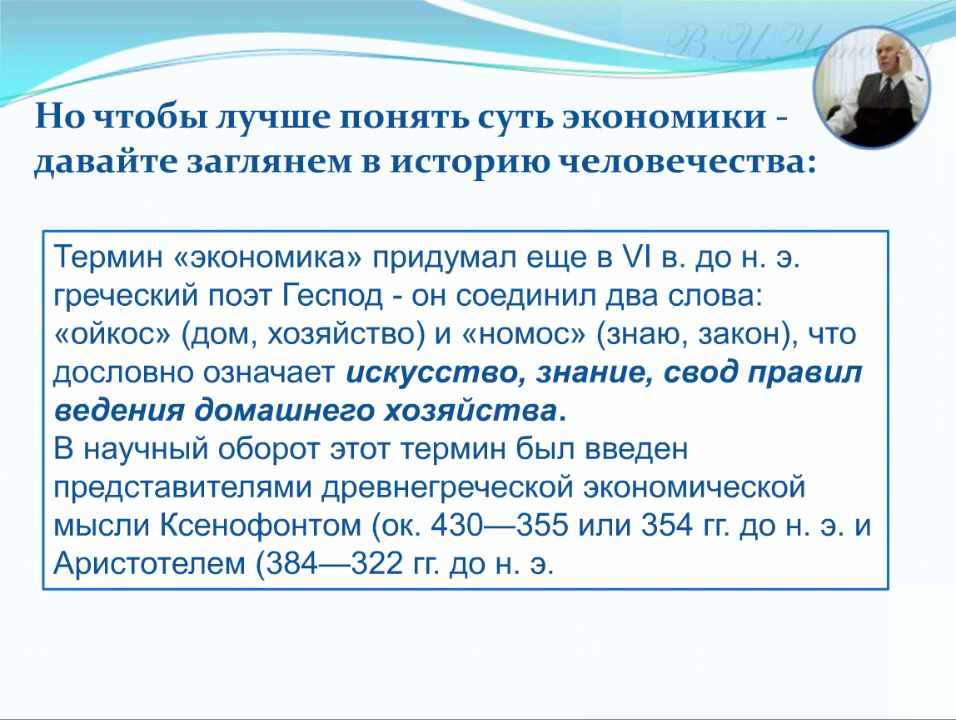 Но чтобы лучше понять суть экономики -
давайте заглянем в историю человечества:
Термин «экономика» придумал еще в VI в. до н. э.
греческий поэт Геспод - он соединил два слова:
«ойкос» (дом, хозяйство) и «номос» (знаю, закон), что
дословно означает искусство, знание, свод правил
ведения домашнего хозяйства.
В научный оборот этот термин был введен
представителями древнегреческой экономической
мысли Ксенофонтом (ок. 430—355 или 354 гг. до н. э. и
Аристотелем (384—322 гг. до н. э.